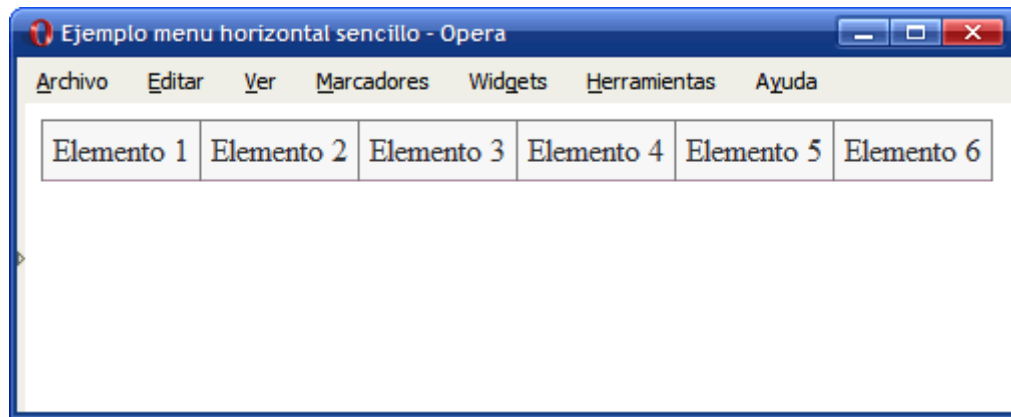 Ejemplo menu horizontal sencillo - Opera
Archivo Editar Ver Marcadores Widgets Herramientas Ayuda
Elemento 1 Elemento 2 Elemento 3 Elemento 4 Elemento 5 Elemento 6